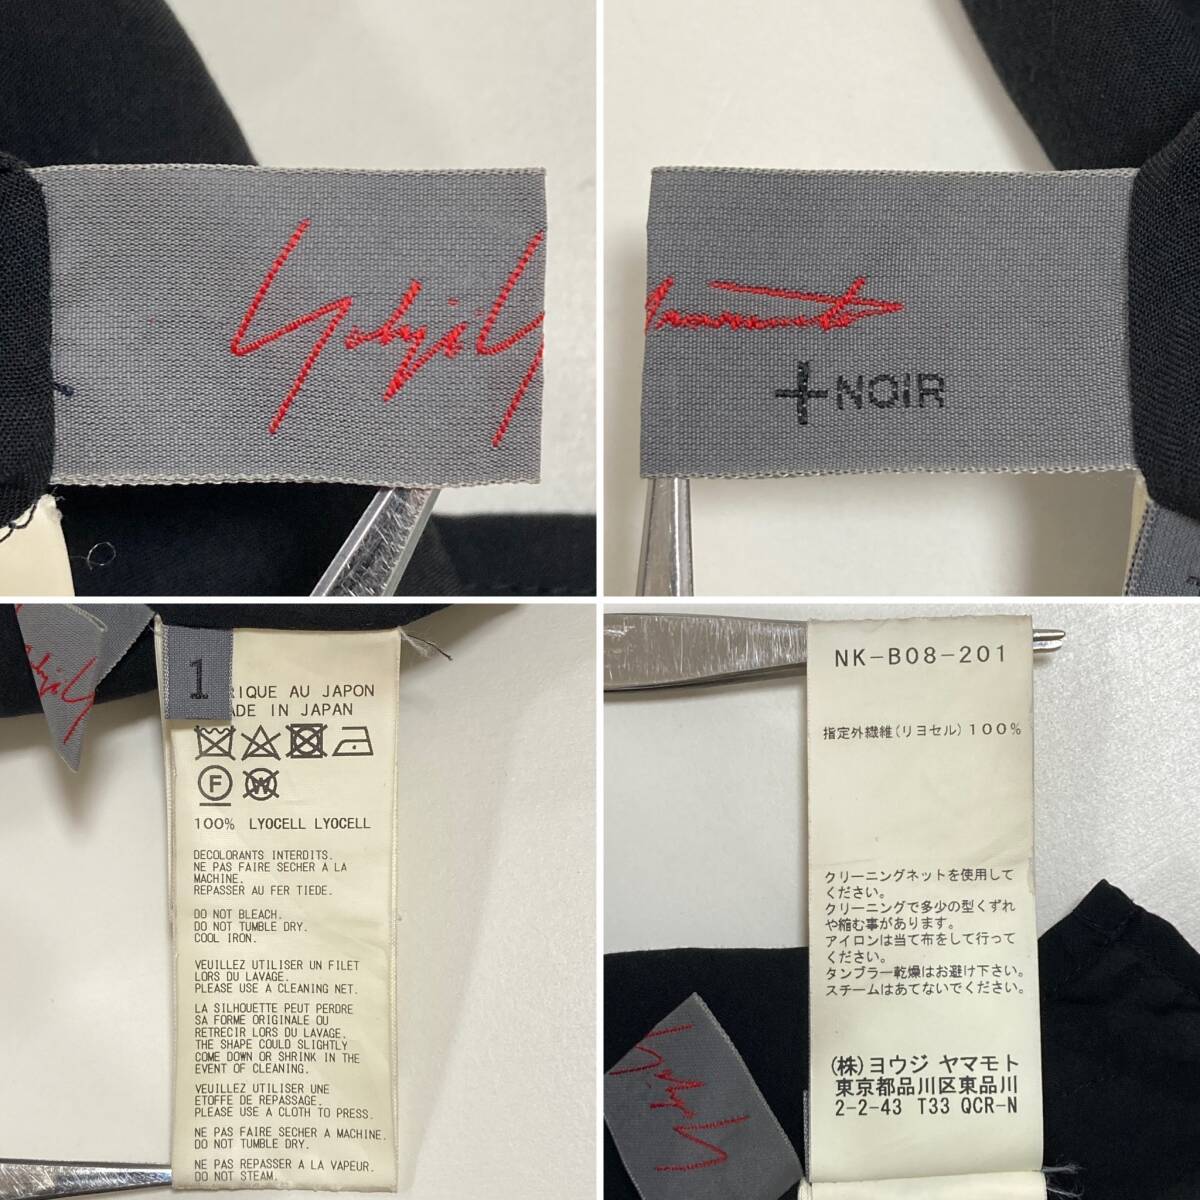 Yohji Y
Yamamoto
+NOIR
1
RIQUE AU JAPON
ADE IN JAPAN
F
W
100% LYOCELL LYOCELL
DECOLORANTS INTERDITS.
NE PAS FAIRE SECHER A LA
MACHINE.
REPASSER AU FER TIEDE.
DO NOT BLEACH.
DO NOT TUMBLE DRY.
COOL IRON.
VEUILLEZ UTILISER UN FILET
LORS DU LAVAGE.
PLEASE USE A CLEANING NET.
LA SILHOUETTE PEUT PERDRE
SA FORME ORIGINALE OU
RETRECIR LORS DU LAVAGE.
THE SHAPE COULD SLIGHTLY
COME DOWN OR SHRINK IN THE
EVENT OF CLEANING.
VEUILLEZ UTILISER UNE
ETOFFE DE REPASSAGE.
PLEASE USE A CLOTH TO PRESS.
NE PAS FAIRE SECHER A MACHINE.
DO NOT TUMBLE DRY.
NE PAS REPASSER A LA VAPEUR.
DO NOT STEAM.
NK-B08-201
指定外繊維(リヨセル)100%
クリーニングネットを使用して
ください。
クリーニングで多少の型くずれ
や縮む事があります。
アイロンは当て布をして行って
ください。
タンブラー乾燥はお避け下さい。
スチームはあてないでください。
(株)ヨウジ ヤマモト
東京都品川区東品川
2-2-43 T33 QCR-N
Yohji Y